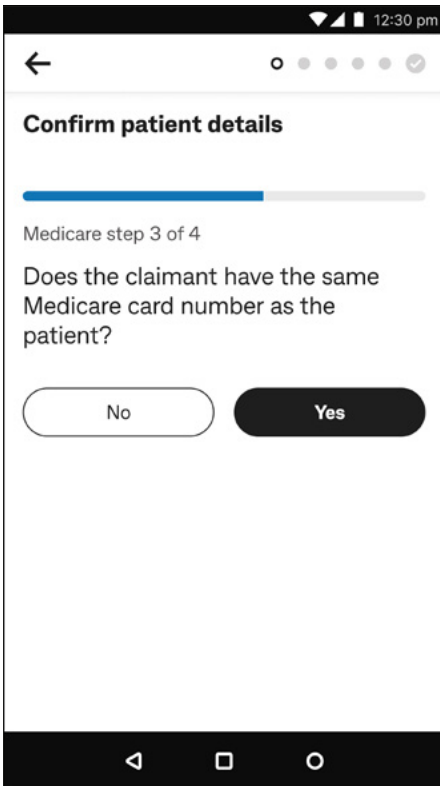 12:30 pm
Confirm patient details
Medicare step 3 of 4
Does the claimant have the same
Medicare card number as the
patient?
No
Yes